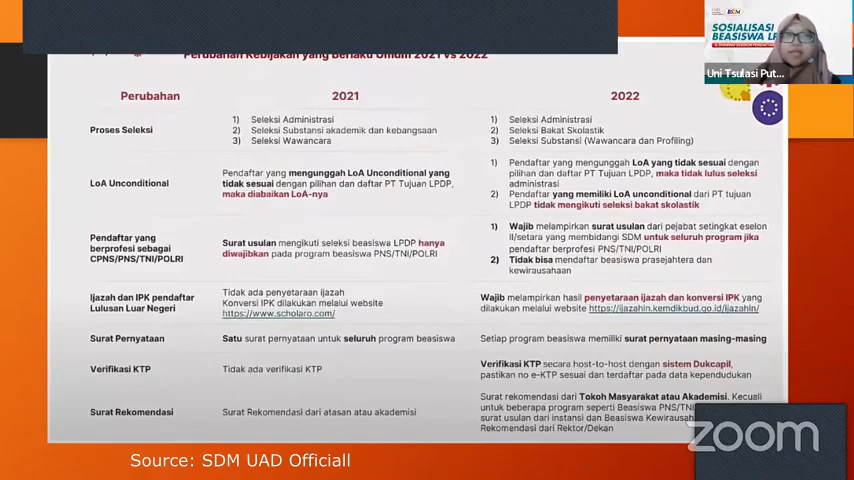 Perubahan Kebijakan yang Berlaku Umum 2021 vs 2022
SOSIALISASI
BEASISWA LP
Uni Tsulasi Put...
Perubahan
2021
2022
Proses Seleksi
1) Seleksi Administrasi
2) Seleksi Substansi akademik dan kebangsaan
3) Seleksi Wawancara
1) Seleksi Administrasi
2) Seleksi Bakat Skolastik
3) Seleksi Substansi (Wawancara dan Profiling)
LoA Unconditional
Pendaftar yang mengunggah LoA Unconditional yang
tidak sesuai dengan pilihan dan daftar PT Tujuan LPDP,
maka diabaikan LoA-nya
1) Pendaftar yang mengunggah LoA yang tidak sesuai dengan
pilihan dan daftar PT Tujuan LPDP, maka tidak lulus seleksi
administrasi
2) Pendaftar yang memiliki LoA unconditional dari PT tujuan
LPDP tidak mengikuti seleksi bakat skolastik
Pendaftar yang
berprofesi sebagai
CPNS/PNS/TNI/POLRI
Surat usulan mengikuti seleksi beasiswa LPDP hanya
diwajibkan pada program beasiswa PNS/TNI/POLRI
1) Wajib melampirkan surat usulan dari pejabat setingkat eselon
II/setara yang membidangi SDM untuk seluruh program jika
pendaftar berprofesi PNS/TNI/POLRI
2) Tidak bisa mendaftar beasiswa prasejahtera dan
kewirausahaan
Ijazah dan IPK pendaftar
Lulusan Luar Negeri
Tidak ada penyetaraan ijazah
Konversi IPK dilakukan melalui website
https://www.scholaro.com/
Wajib melampirkan hasil penyetaraan ijazah dan konversi IPK yang
dilakukan melalui website https://ijazahln.kemdikbud.go.id/ijazahln/
Surat Pernyataan
Satu surat pernyataan untuk seluruh program beasiswa
Setiap program beasiswa memiliki surat pernyataan masing-masing
Verifikasi KTP
Tidak ada verifikasi KTP
Verifikasi KTP secara host-to-host dengan sistem Dukcapil,
pastikan no e-KTP sesuai dan terdaftar pada data kependudukan
Surat Rekomendasi
Surat Rekomendasi dari atasan atau akademisi
Surat rekomendasi dari Tokoh Masyarakat atau Akademisi. Kecuali
untuk beberapa program seperti Beasiswa PNS/TNI
surat usulan dari instansi dan Beasiswa Kewirausah
Rekomendasi dari Rektor/Dekan
zoom
Source: SDM UAD Officiall